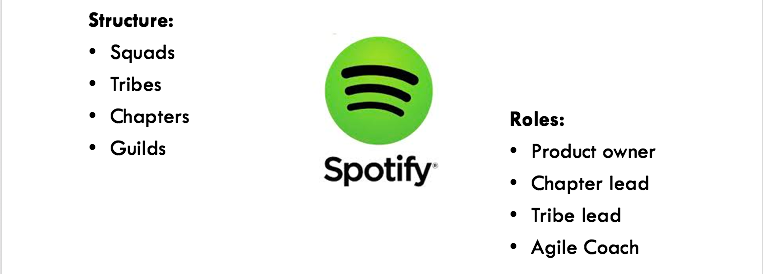 Structure:
• Squads
• Tribes
• Chapters
• Guilds
Spotify®
Roles:
• Product owner
• Chapter lead
• Tribe lead
• Agile Coach